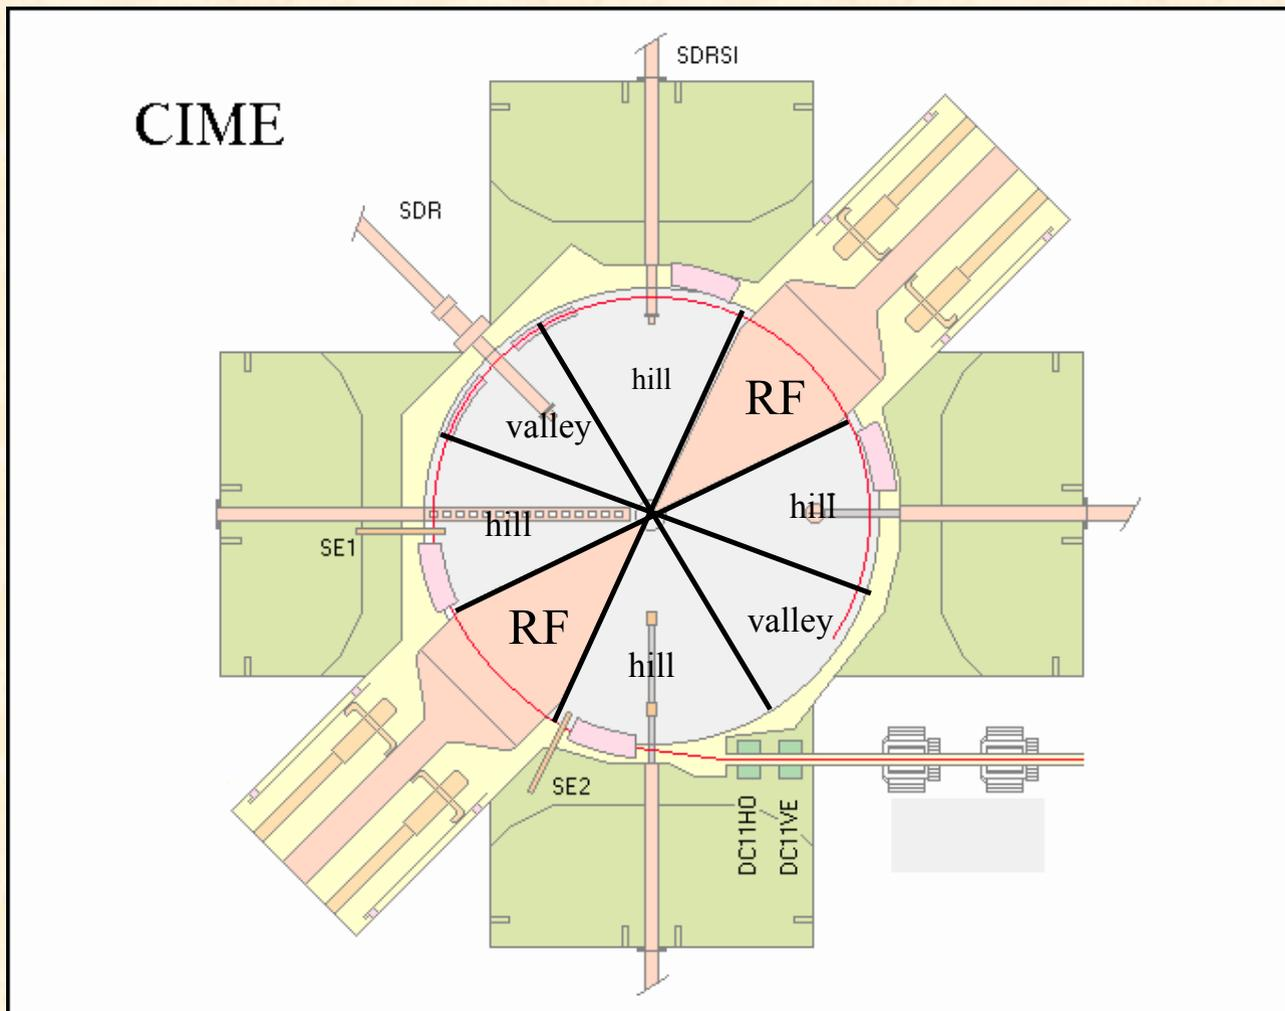 SDRSI
CIME
SDR
hill
RF
valley
hill
hill
SE1
RF
valley
hill
SE2
DC11HO
DC11VE